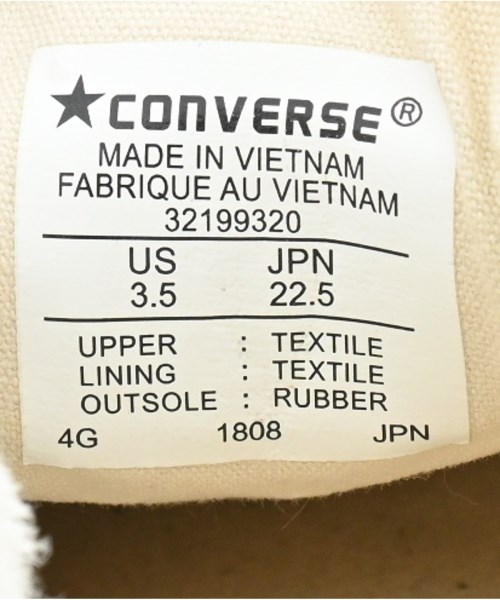 ★CONVERSE®
MADE IN VIETNAM
FABRIQUE AU VIETNAM
32199320
US JPN
3.5 22.5
UPPER : TEXTILE
LINING : TEXTILE
OUTSOLE : RUBBER
4G 1808 JPN